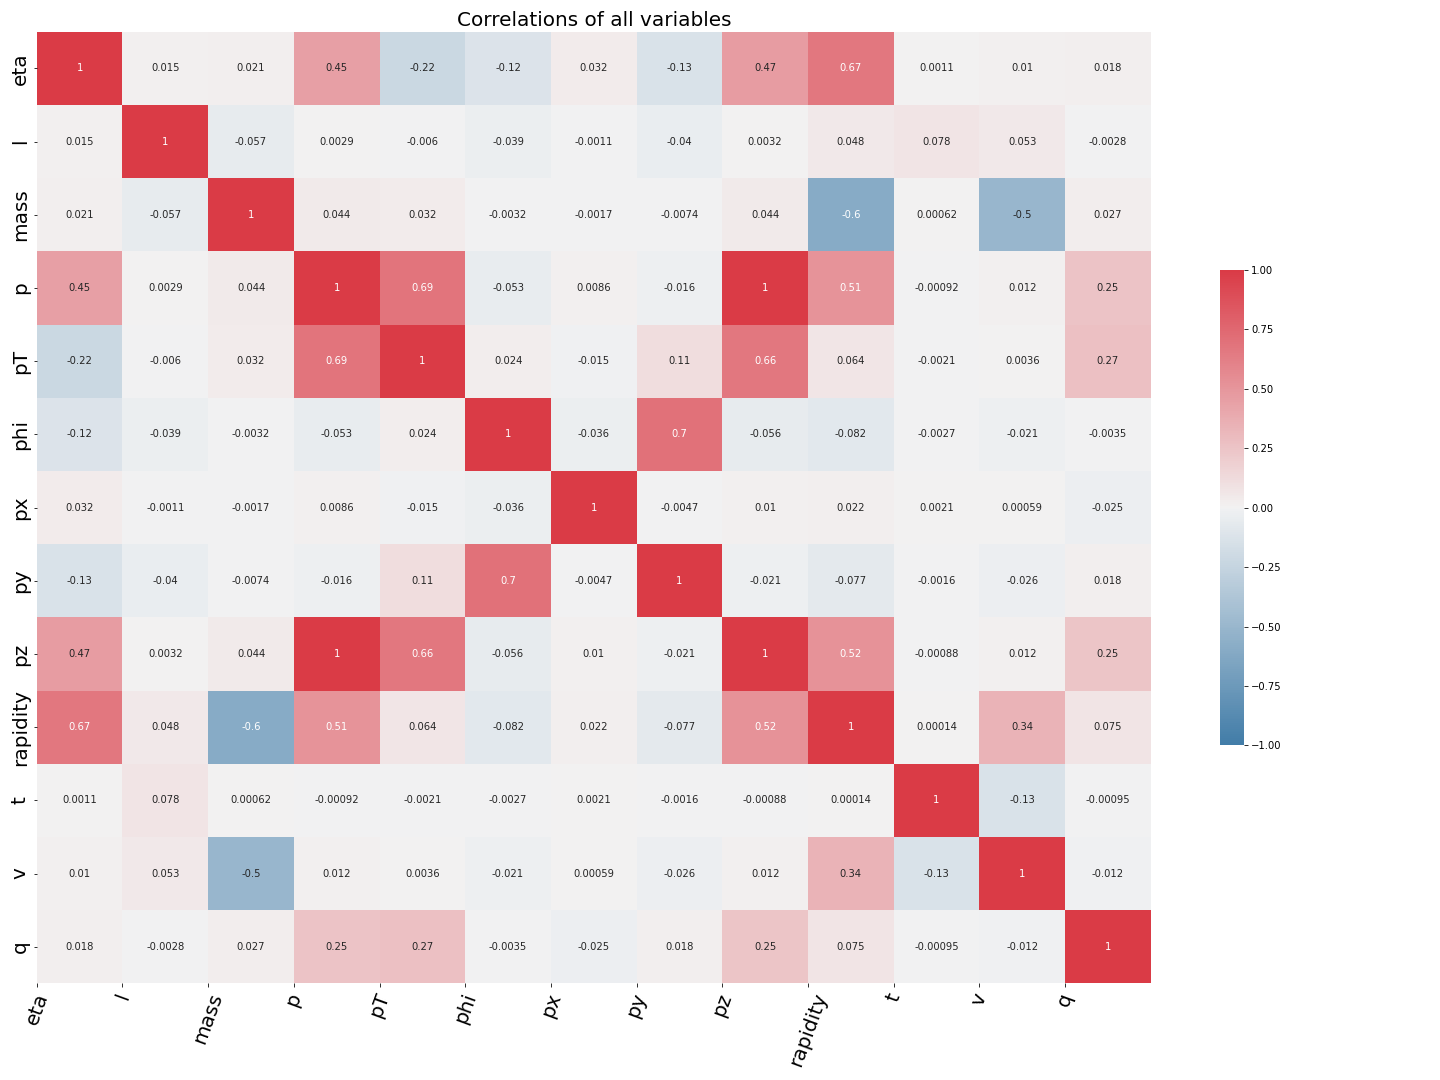 Correlations of all variables
eta 1 0.015 0.021 0.45 -0.22 -0.12 0.032 -0.13 0.47 0.67 0.0011 0.01 0.018
l 0.015 1 -0.057 0.0029 -0.006 -0.039 -0.0011 -0.04 0.0032 0.048 0.078 0.053 -0.0028
mass 0.021 -0.057 1 0.044 0.032 -0.0032 -0.0017 -0.0074 0.044 -0.6 0.00062 -0.5 0.027
p 0.45 0.0029 0.044 1 0.69 -0.053 0.0086 -0.016 1 0.51 -0.00092 0.012 0.25
pT -0.22 -0.006 0.032 0.69 1 0.024 -0.015 0.11 0.66 0.064 -0.0021 0.0036 0.27
phi -0.12 -0.039 -0.0032 -0.053 0.024 1 -0.036 0.7 -0.056 -0.082 -0.0027 -0.021 -0.0035
px 0.032 -0.0011 -0.0017 0.0086 -0.015 -0.036 1 -0.0047 0.01 0.022 0.0021 0.00059 -0.025
py -0.13 -0.04 -0.0074 -0.016 0.11 0.7 -0.0047 1 -0.021 -0.077 -0.0016 -0.026 0.018
pz 0.47 0.0032 0.044 1 0.66 -0.056 0.01 -0.021 1 0.52 -0.00088 0.012 0.25
rapidity 0.67 0.048 -0.6 0.51 0.064 -0.082 0.022 -0.077 0.52 1 0.00014 0.34 0.075
t 0.0011 0.078 0.00062 -0.00092 -0.0021 -0.0027 0.0021 -0.0016 -0.00088 0.00014 1 -0.13 -0.00095
v 0.01 0.053 -0.5 0.012 0.0036 -0.021 0.00059 -0.026 0.012 0.34 -0.13 1 -0.012
q 0.018 -0.0028 0.027 0.25 0.27 -0.0035 -0.025 0.018 0.25 0.075 -0.00095 -0.012 1
eta l mass p pT phi px py pz rapidity t v q
1.00
0.75
0.50
0.25
0.00
−0.25
−0.50
−0.75
−1.00